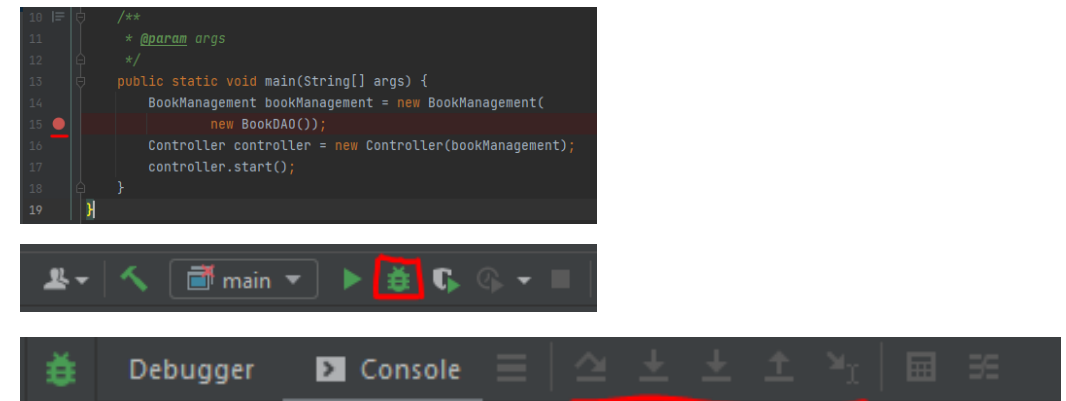 10 /**
11 * @param args
12 */
13 public static void main(String[] args) {
14 BookManagement bookManagement = new BookManagement(
15 new BookDAO());
16 Controller controller = new Controller(bookManagement);
17 controller.start();
18 }
19 }
main
Debugger Console